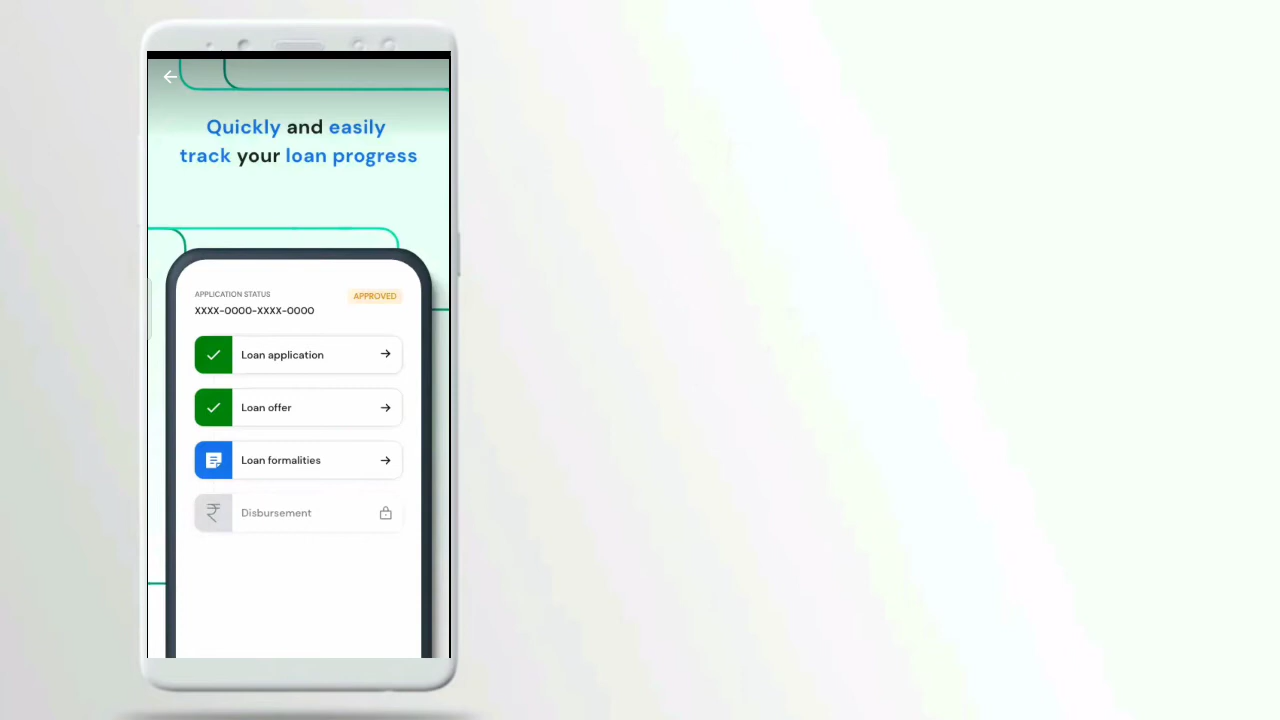 Quickly and easily
track your loan progress
APPLICATION STATUS
APPROVED
XXXX-0000-XXXX-0000
Loan application
Loan offer
Loan formalities
₹ Disbursement